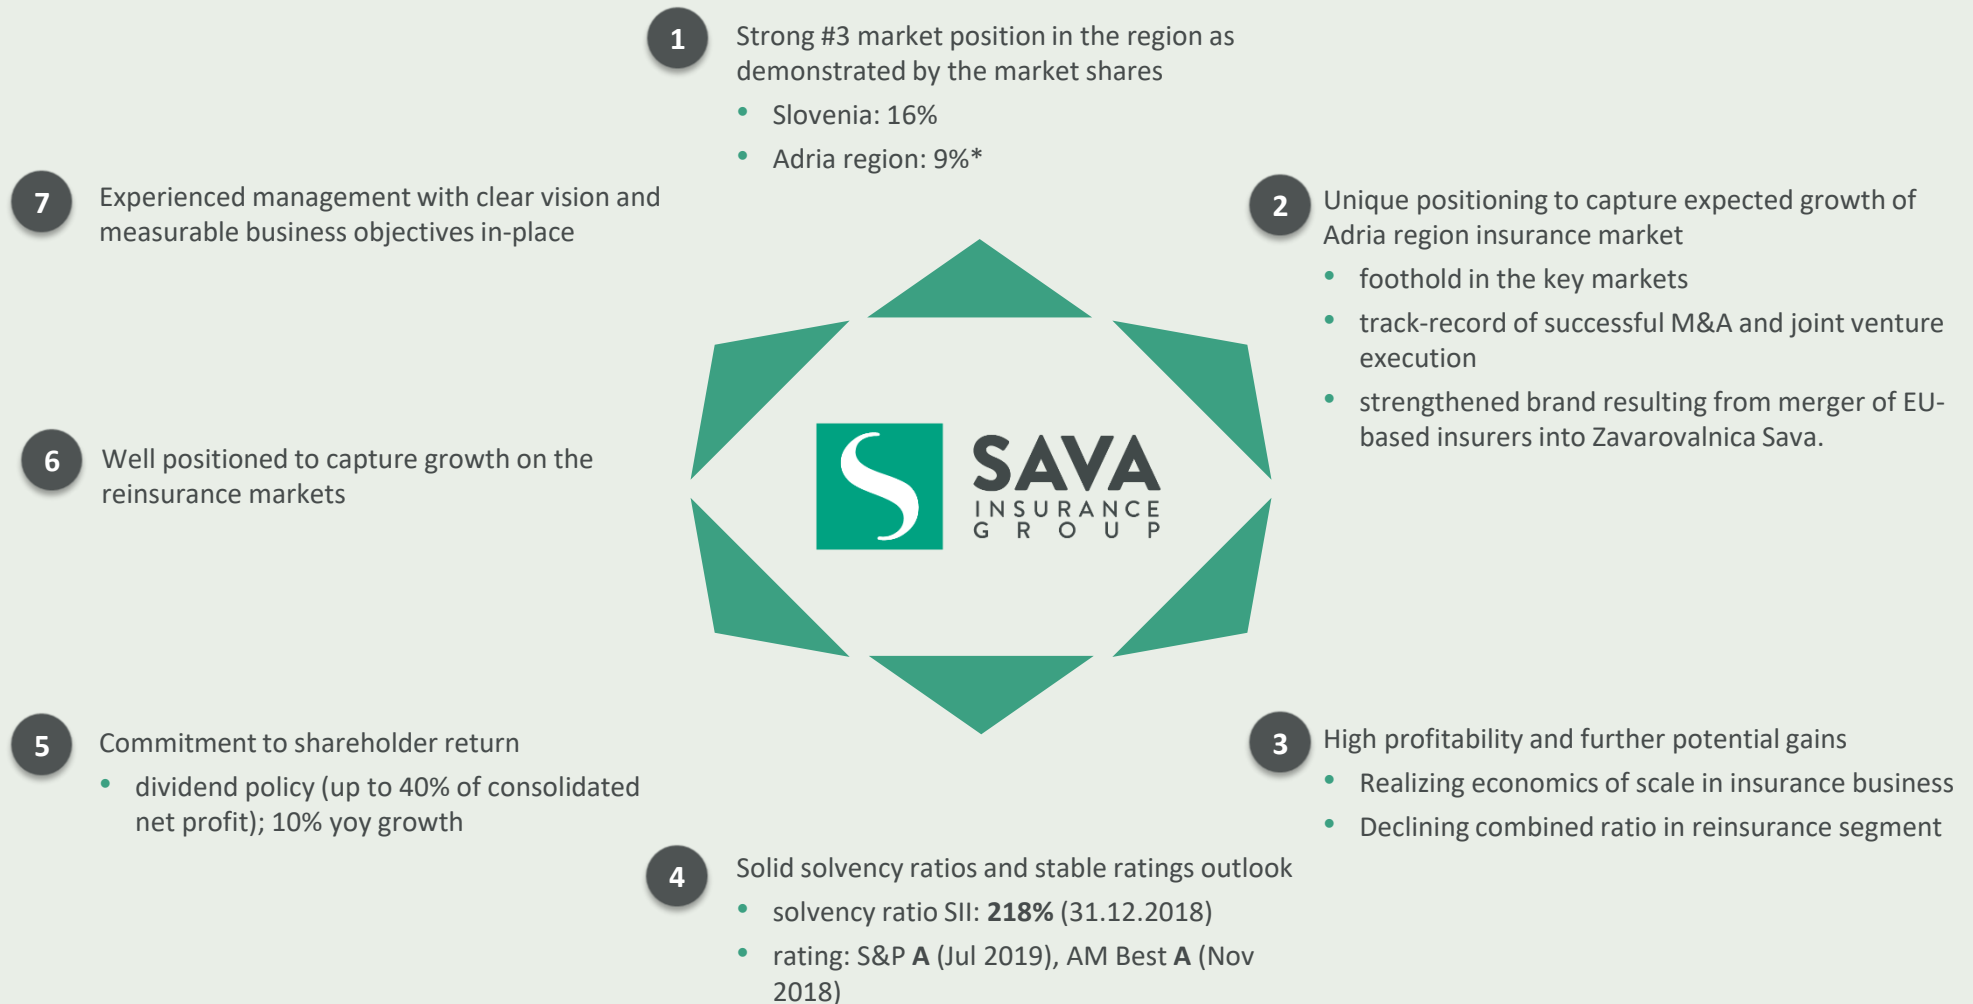 1
Strong #3 market position in the region as
demonstrated by the market shares
• Slovenia: 16%
• Adria region: 9%*
2
Unique positioning to capture expected growth of
Adria region insurance market
• foothold in the key markets
• track-record of successful M&A and joint venture
execution
• strengthened brand resulting from merger of EU-
based insurers into Zavarovalnica Sava.
3
High profitability and further potential gains
• Realizing economics of scale in insurance business
• Declining combined ratio in reinsurance segment
4
Solid solvency ratios and stable ratings outlook
• solvency ratio SII: 218% (31.12.2018)
• rating: S&P A (Jul 2019), AM Best A (Nov
2018)
5
Commitment to shareholder return
• dividend policy (up to 40% of consolidated
net profit); 10% yoy growth
6
Well positioned to capture growth on the
reinsurance markets
7
Experienced management with clear vision and
measurable business objectives in-place
SAVA
INSURANCE
GROUP